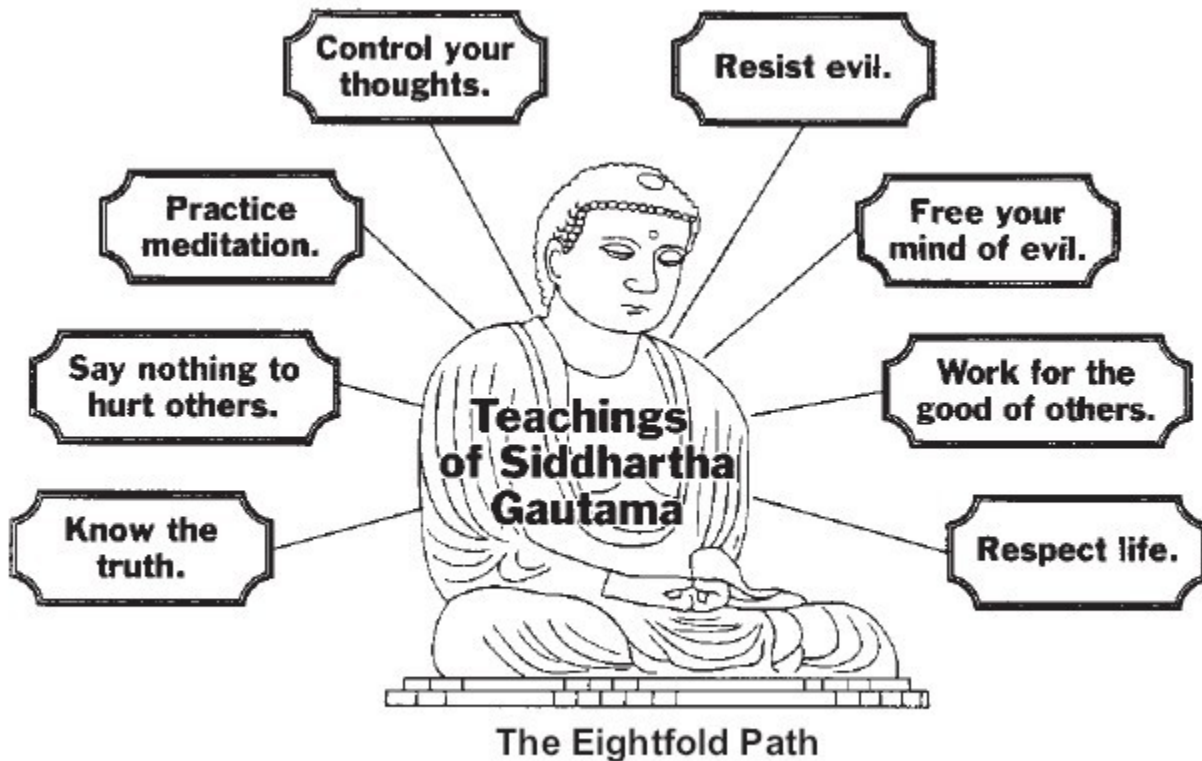 Control your
thoughts.
Resist evil.
Practice
meditation.
Free your
mind of evil.
Say nothing to
hurt others.
Teachings
of Siddhartha
Gautama
Work for the
good of others.
Know the
truth.
Respect life.
The Eightfold Path